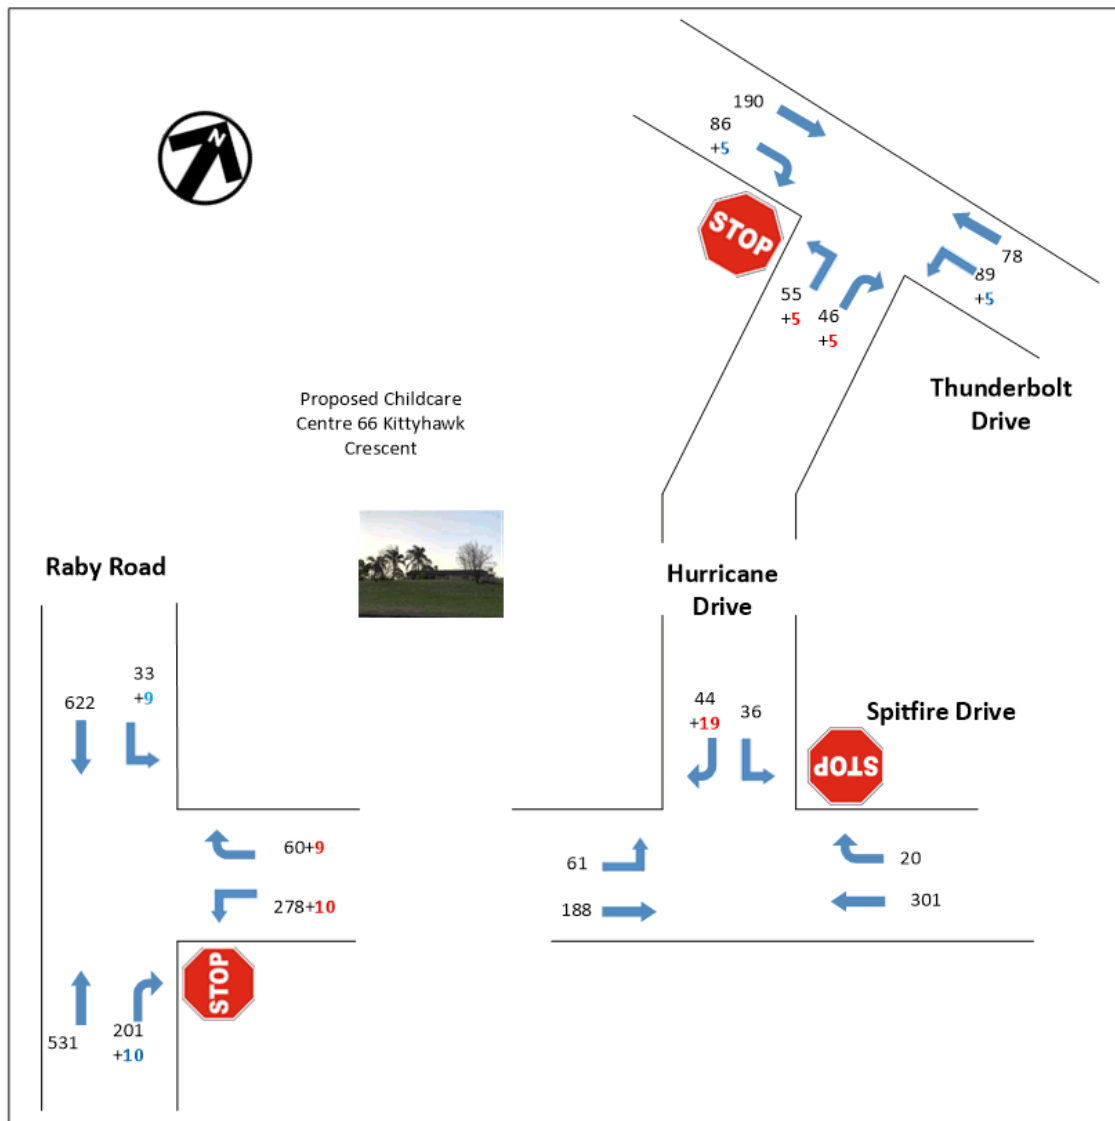 N
190
86
+5
STOP
78
89
+5
55
+5
46
+5
Thunderbolt
Drive
Proposed Childcare
Centre 66 Kittyhawk
Crescent
Raby Road
Hurricane
Drive
33
+9
622
44
+19
36
Spitfire Drive
STOP
60+9
278+10
61
188
20
301
STOP
531
201
+10